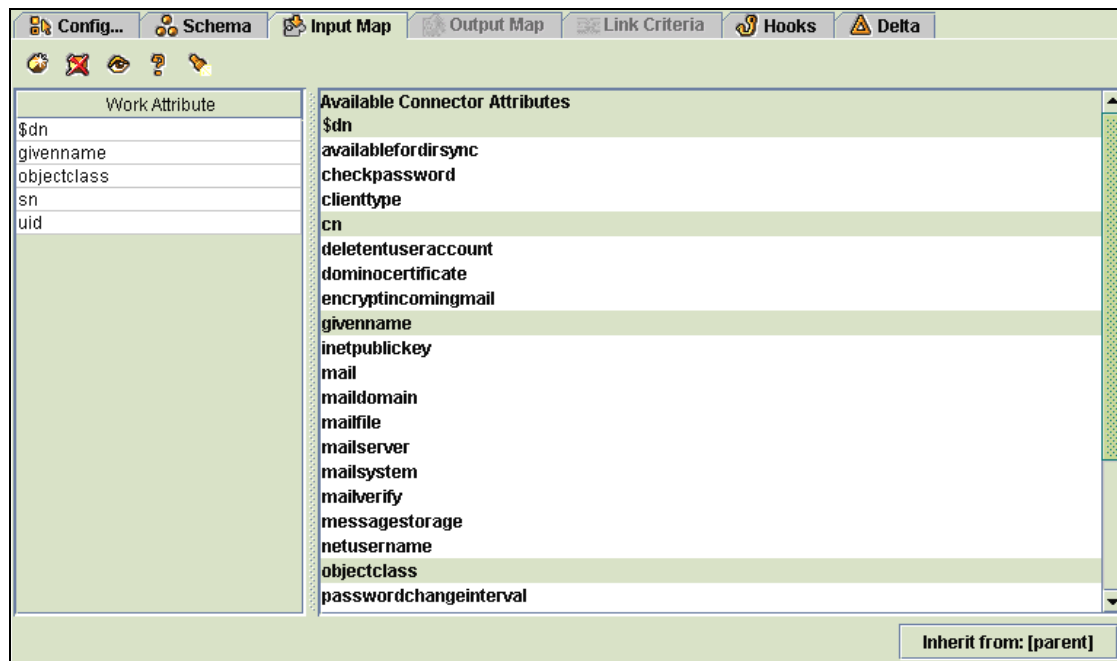 Config... Schema Input Map Output Map Link Criteria Hooks Delta
Work Attribute
$dn
givenname
objectclass
sn
uid
Available Connector Attributes
$dn
availablefordirsync
checkpassword
clienttype
cn
deletentuseraccount
dominocertificate
encryptincomingmail
givenname
inetpublickey
mail
maildomain
mailfile
mailserver
mailsystem
mailverify
messagestorage
netusername
objectclass
passwordchangeinterval
Inherit from: [parent]